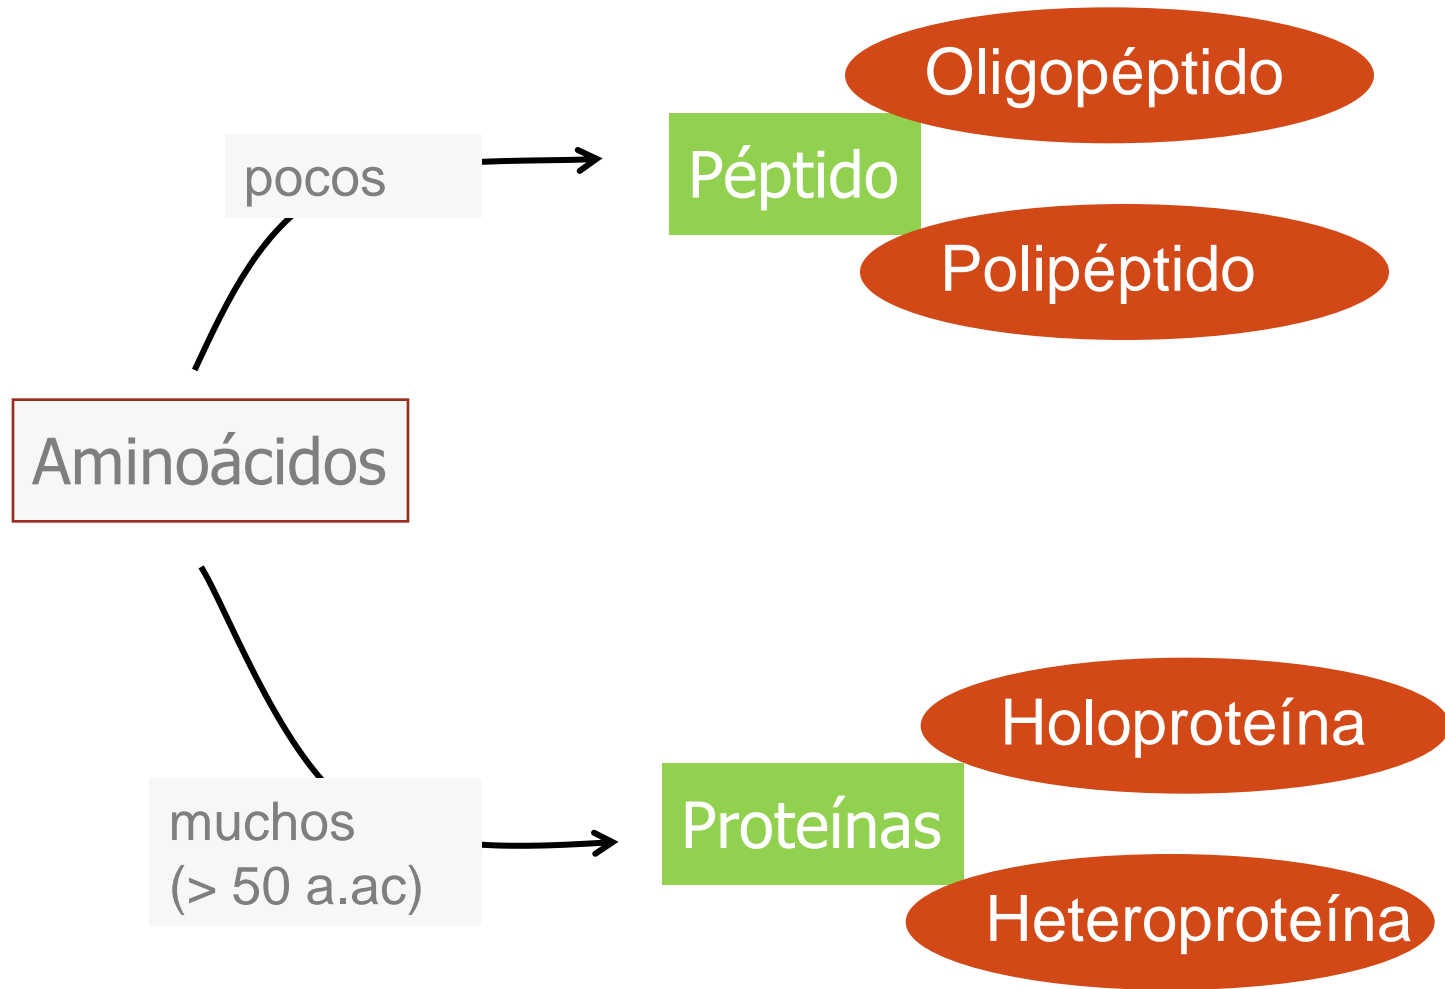 Oligopéptido
pocos
Péptido
Polipéptido
Aminoácidos
Holoproteína
muchos
(> 50 a.ac)
Proteínas
Heteroproteína